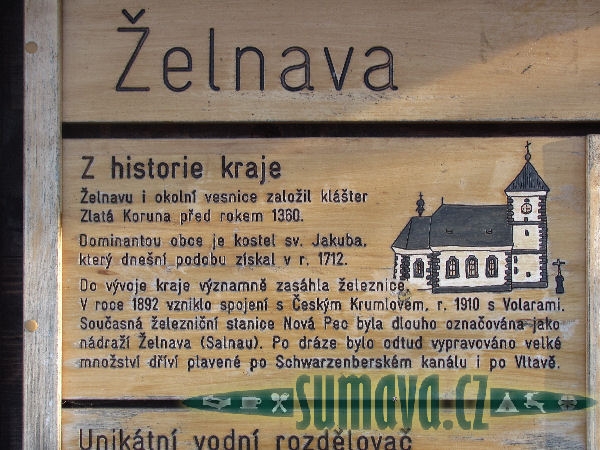 Želnava
Z historie kraje
Želnavu i okolní vesnice založil klášter
Zlatá Koruna před rokem 1360.
Dominantou obce je kostel sv. Jakuba,
který dnešní podobu získal v r. 1712.
Do vývoje kraje významně zasáhla železnice.
V roce 1892 vzniklo spojení s Českým Krumlovem, r. 1910 s Volarami.
Současná železniční stanice Nová Pec byla dlouho označována jako
nádraží Želnava (Salnau). Po dráze bylo odtud vypravováno velké
množství dříví plavené po Schwarzenberském kanálu i po Vltavě.
sumava.cz
Unikátní vodní rozdělovač